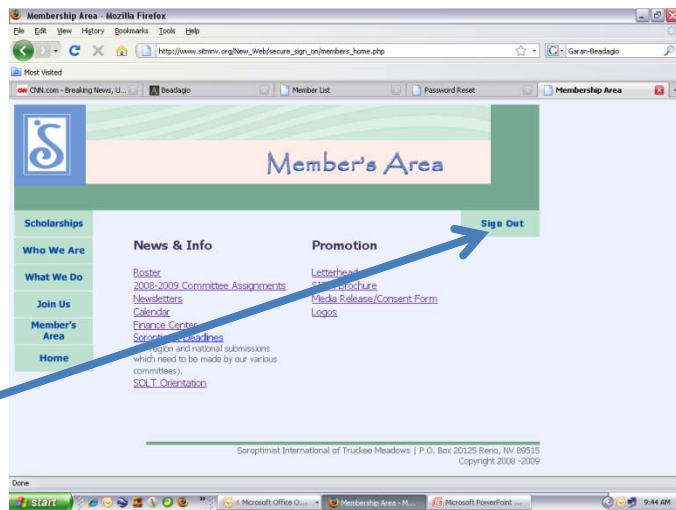 Membership Area - Mozilla Firefox
File Edit View History Bookmarks Tools Help
http://www.sitmnv.org/New_Web/secure_sign_on/members_home.php
Garan-Beadagio
Most Visited
CNN.com - Breaking News, U...
Beadagio
Member List
Password Reset
Membership Area
S
Member's Area
Scholarships
Who We Are
What We Do
Join Us
Member's
Area
Home
Sign Out
News & Info
Roster
2008-2009 Committee Assignments
Newsletters
Calendar
Finance Center
Deadlines
region and national submissions
which need to be made by our various
committees).
SOLT Orientation
Promotion
Letterhead
Brochure
Media Release/Consent Form
Logos
Soroptimist International of Truckee Meadows | P.O. Box 20125 Reno, NV 89515
Copyright 2008 -2009
Done
start
4 Microsoft Office O...
Membership Area - M...
Microsoft PowerPoint ...
9:44 AM